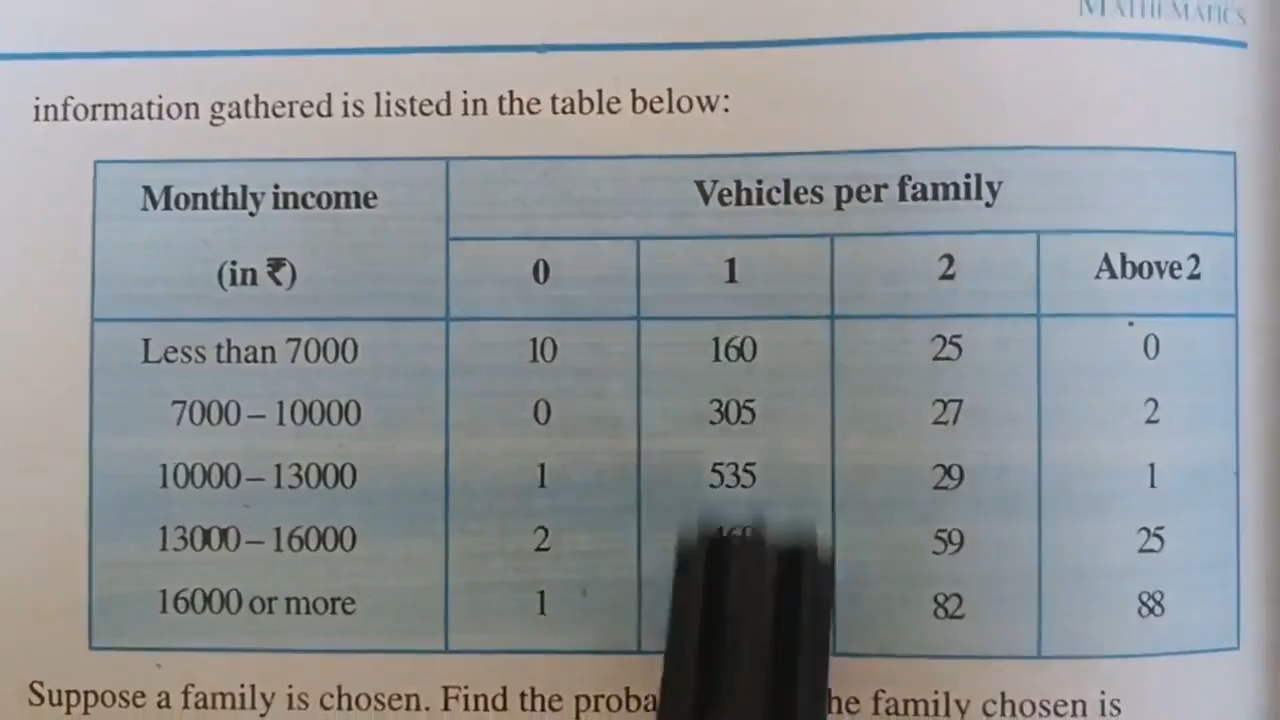 MATHEMATICS
information gathered is listed in the table below:
Monthly income Vehicles per family
(in ₹) 0 1 2 Above 2
Less than 7000 10 160 25 0
7000 – 10000 0 305 27 2
10000 – 13000 1 535 29 1
13000 – 16000 2 59 25
16000 or more 1 82 88
Suppose a family is chosen. Find the family chosen is